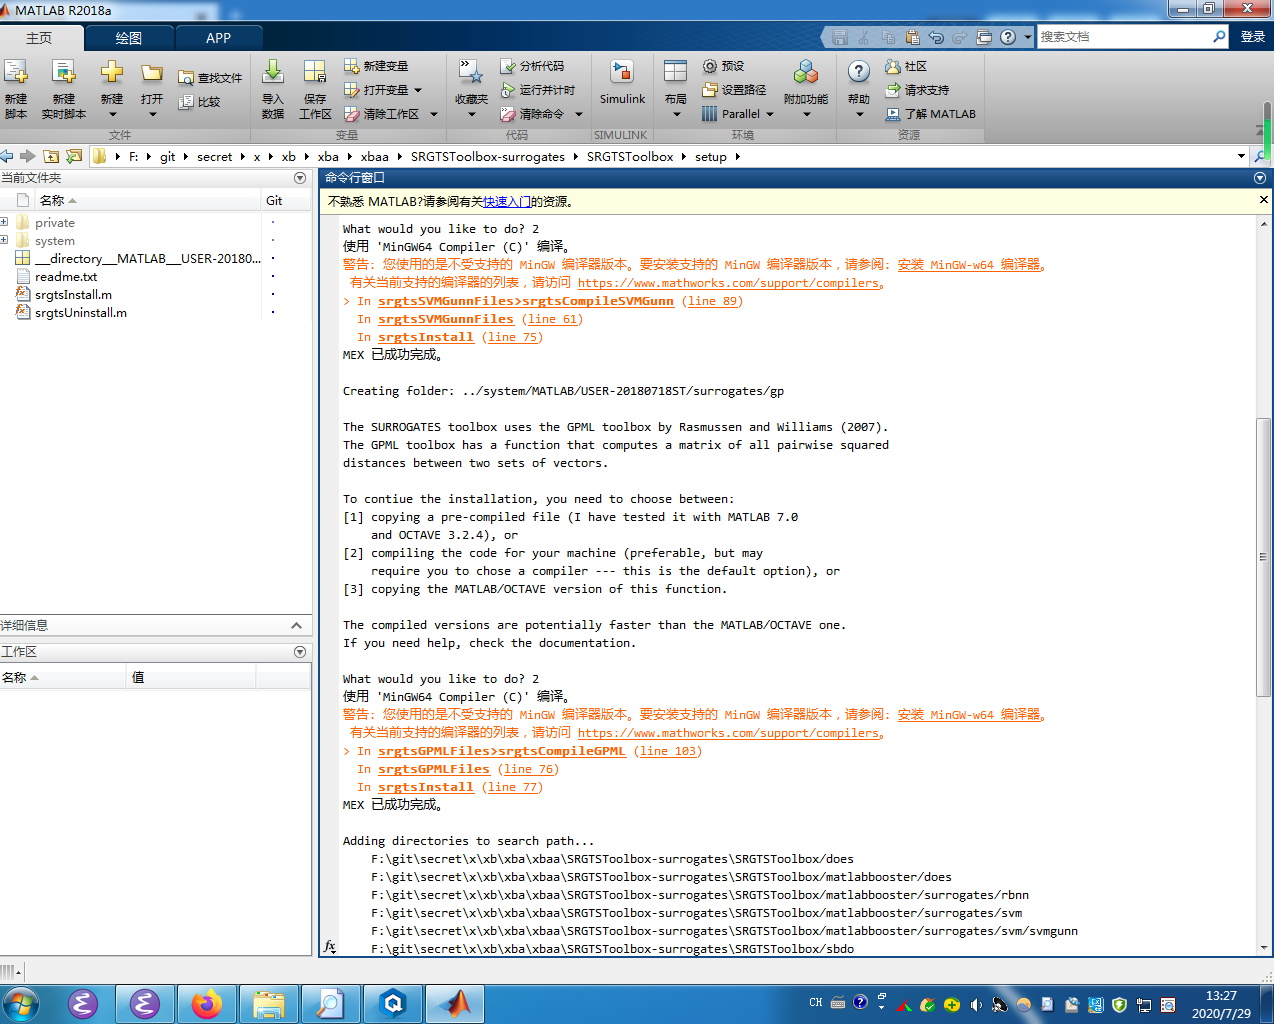 MATLAB R2018a
主页
绘图
APP
搜索文档
登录
新建
脚本
新建
实时脚本
新建
打开
查找文件
比较
导入
数据
保存
工作区
新建变量
打开变量
清除工作区
收藏夹
分析代码
运行并计时
清除命令
Simulink
布局
预设
设置路径
Parallel
附加功能
帮助
社区
请求支持
了解 MATLAB
文件
变量
代码
SIMULINK
环境
资源
F: git secret x xb xba xbaa SRGTSToolbox-surrogates SRGTSToolbox setup
当前文件夹
名称
Git
private
system
__directory__MATLAB__USER-20180...
readme.txt
srgtsInstall.m
srgtsUninstall.m
详细信息
工作区
名称
值
命令行窗口
不熟悉 MATLAB?请参阅有关快速入门的资源。
What would you like to do? 2
使用 'MinGW64 Compiler (C)' 编译。
警告: 您使用的是不受支持的 MinGW 编译器版本。要安装支持的 MinGW 编译器版本，请参阅: 安装 MinGW-w64 编译器。
有关当前支持的编译器的列表，请访问 https://www.mathworks.com/support/compilers。
> In srgtsSVMGunnFiles>srgtsCompileSVMGunn (line 89)
In srgtsSVMGunnFiles (line 61)
In srgtsInstall (line 75)
MEX 已成功完成。
Creating folder: ../system/MATLAB/USER-20180718ST/surrogates/gp
The SURROGATES toolbox uses the GPML toolbox by Rasmussen and Williams (2007).
The GPML toolbox has a function that computes a matrix of all pairwise squared
distances between two sets of vectors.
To contiue the installation, you need to choose between:
[1] copying a pre-compiled file (I have tested it with MATLAB 7.0
and OCTAVE 3.2.4), or
[2] compiling the code for your machine (preferable, but may
require you to chose a compiler --- this is the default option), or
[3] copying the MATLAB/OCTAVE version of this function.
The compiled versions are potentially faster than the MATLAB/OCTAVE one.
If you need help, check the documentation.
What would you like to do? 2
使用 'MinGW64 Compiler (C)' 编译。
警告: 您使用的是不受支持的 MinGW 编译器版本。要安装支持的 MinGW 编译器版本，请参阅: 安装 MinGW-w64 编译器。
有关当前支持的编译器的列表，请访问 https://www.mathworks.com/support/compilers。
> In srgtsGPMLFiles>srgtsCompileGPML (line 103)
In srgtsGPMLFiles (line 76)
In srgtsInstall (line 77)
MEX 已成功完成。
Adding directories to search path...
F:\git\secret\x\xb\xba\xbaa\SRGTSToolbox-surrogates\SRGTSToolbox/does
F:\git\secret\x\xb\xba\xbaa\SRGTSToolbox-surrogates\SRGTSToolbox/matlabbooster/does
F:\git\secret\x\xb\xba\xbaa\SRGTSToolbox-surrogates\SRGTSToolbox/matlabbooster/surrogates/rbnn
F:\git\secret\x\xb\xba\xbaa\SRGTSToolbox-surrogates\SRGTSToolbox/matlabbooster/surrogates/svm
F:\git\secret\x\xb\xba\xbaa\SRGTSToolbox-surrogates\SRGTSToolbox/matlabbooster/surrogates/svm/svmgunn
F:\git\secret\x\xb\xba\xbaa\SRGTSToolbox-surrogates\SRGTSToolbox/sbdo
fx
CH
13:27
2020/7/29